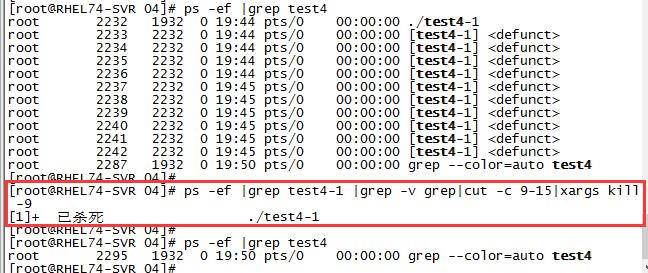 [root@RHEL74-SVR 04]# ps -ef |grep test4
root 2232 1932 0 19:44 pts/0 00:00:00 ./test4-1
root 2233 2232 0 19:44 pts/0 00:00:00 [test4-1] <defunct>
root 2234 2232 0 19:44 pts/0 00:00:00 [test4-1] <defunct>
root 2235 2232 0 19:44 pts/0 00:00:00 [test4-1] <defunct>
root 2236 2232 0 19:44 pts/0 00:00:00 [test4-1] <defunct>
root 2237 2232 0 19:45 pts/0 00:00:00 [test4-1] <defunct>
root 2238 2232 0 19:45 pts/0 00:00:00 [test4-1] <defunct>
root 2239 2232 0 19:45 pts/0 00:00:00 [test4-1] <defunct>
root 2240 2232 0 19:45 pts/0 00:00:00 [test4-1] <defunct>
root 2241 2232 0 19:45 pts/0 00:00:00 [test4-1] <defunct>
root 2242 2232 0 19:45 pts/0 00:00:00 [test4-1] <defunct>
root 2287 1932 0 19:50 pts/0 00:00:00 grep --color=auto test4
[root@RHEL74-SVR 04]#
[root@RHEL74-SVR 04]# ps -ef |grep test4-1 |grep -v grep|cut -c 9-15|xargs kill
-9
[1]+ 已杀死 ./test4-1
[root@RHEL74-SVR 04]#
[root@RHEL74-SVR 04]# ps -ef |grep test4
root 2295 1932 0 19:50 pts/0 00:00:00 grep --color=auto test4
[root@RHEL74-SVR 04]#